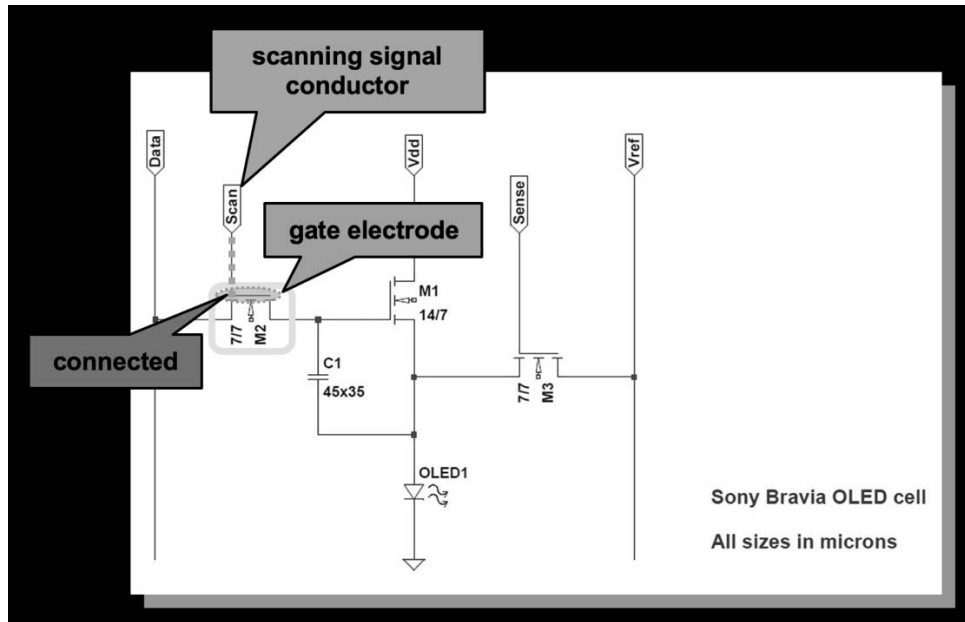 scanning signal
conductor
Data
Scan
Vdd
Sense
Vref
gate electrode
connected
7/7
M2
M1
14/7
C1
45x35
7/7
M3
OLED1
Sony Bravia OLED cell
All sizes in microns